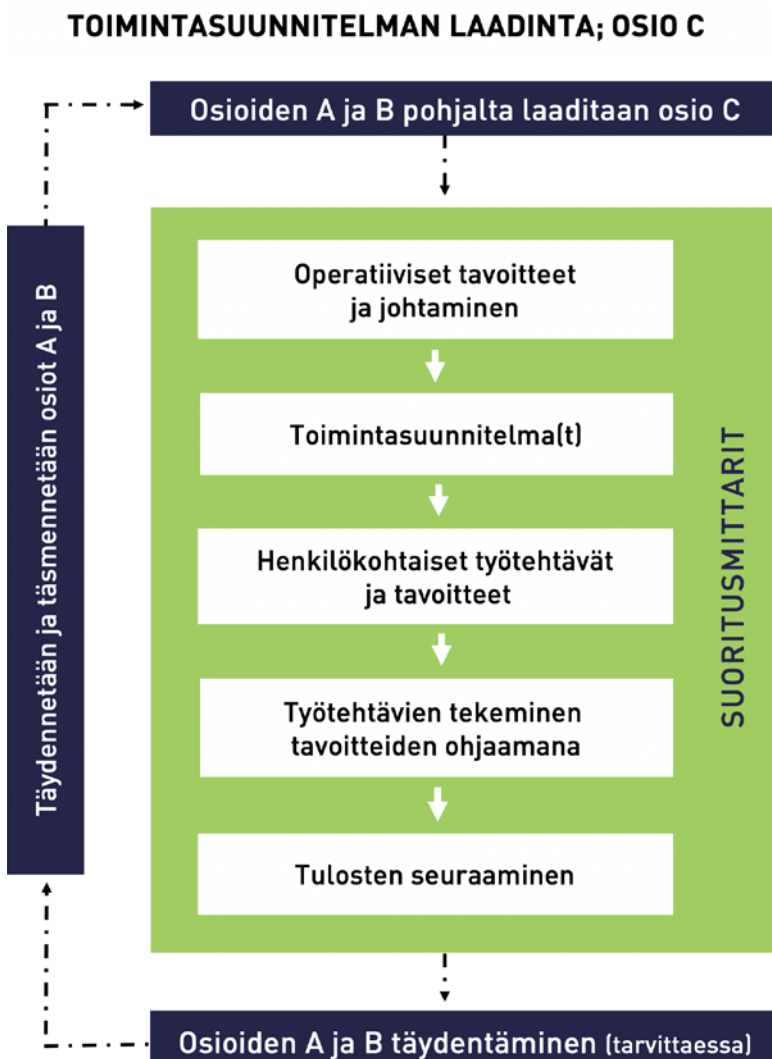 TOIMINTASUUNNITELMAN LAADINTA; OSIO C
Osioiden A ja B pohjalta laaditaan osio C
Operatiiviset tavoitteet
ja johtaminen
Toimintasuunnitelma(t)
Henkilökohtaiset työtehtävät
ja tavoitteet
Työtehtävien tekeminen
tavoitteiden ohjaamana
Tulosten seuraaminen
SUORITUSMITTARIT
Osioiden A ja B täydentäminen (tarvittaessa)
Täydennetään ja täsmennetään osiot A ja B